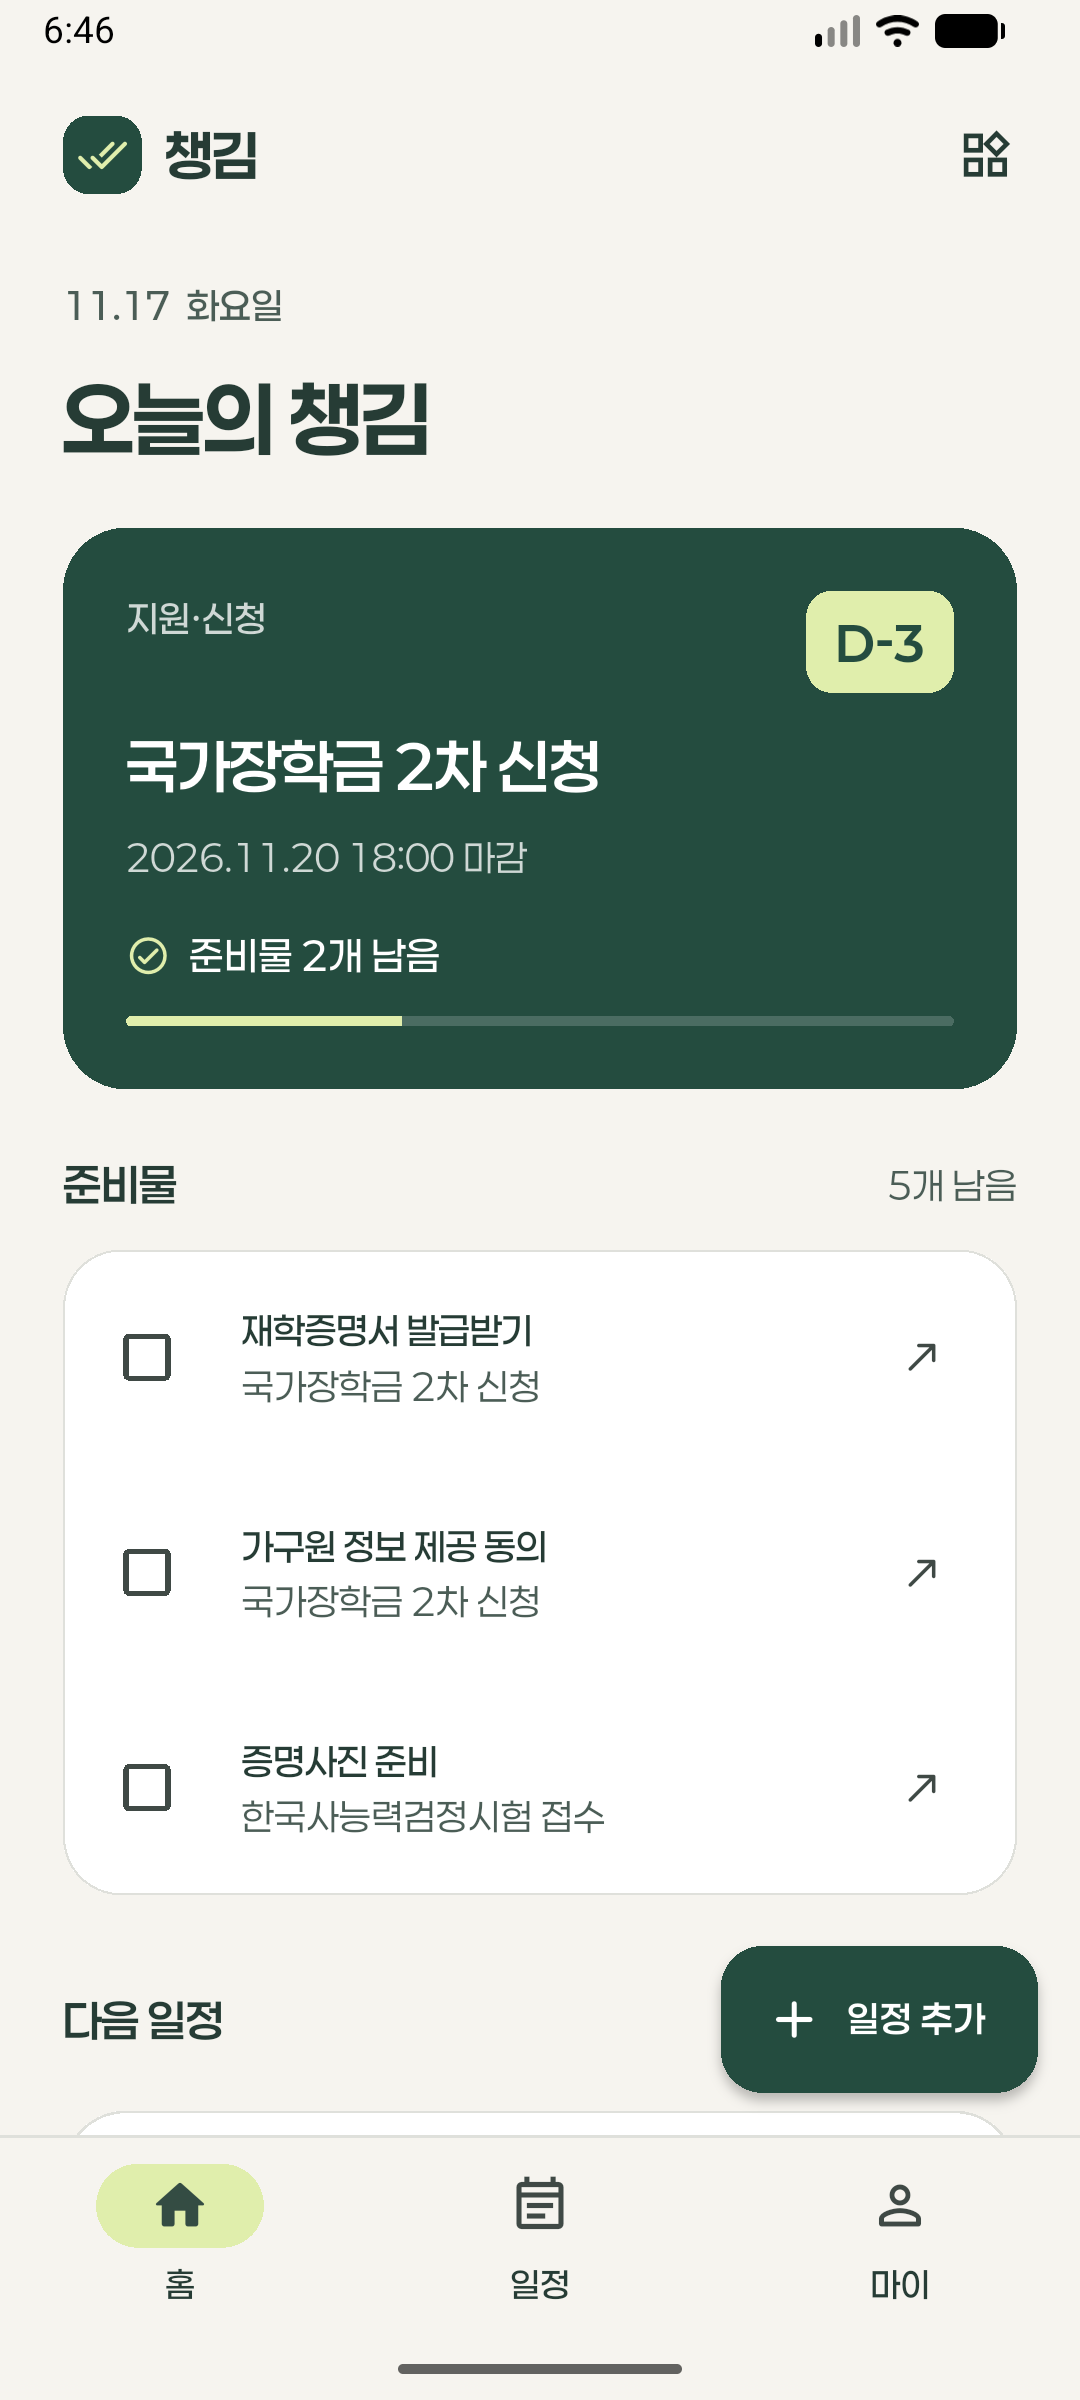 6:46
챙김
11.17 화요일
오늘의 챙김
지원·신청
D-3
국가장학금 2차 신청
2026.11.20 18:00 마감
준비물 2개 남음
준비물
5개 남음
재학증명서 발급받기
국가장학금 2차 신청
가구원 정보 제공 동의
국가장학금 2차 신청
증명사진 준비
한국사능력검정시험 접수
다음 일정
일정 추가
홈
일정
마이